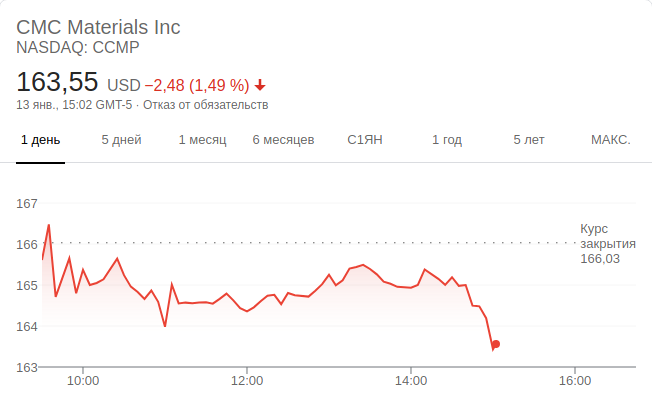 CMC Materials Inc
NASDAQ: CCMP
163,55 USD −2,48 (1,49 %)
13 янв., 15:02 GMT-5 · Отказ от обязательств
1 день 5 дней 1 месяц 6 месяцев С1ЯН 1 год 5 лет МАКС.
167
Курс
166 закрытия
166,03
165
164
163
10:00 12:00 14:00 16:00